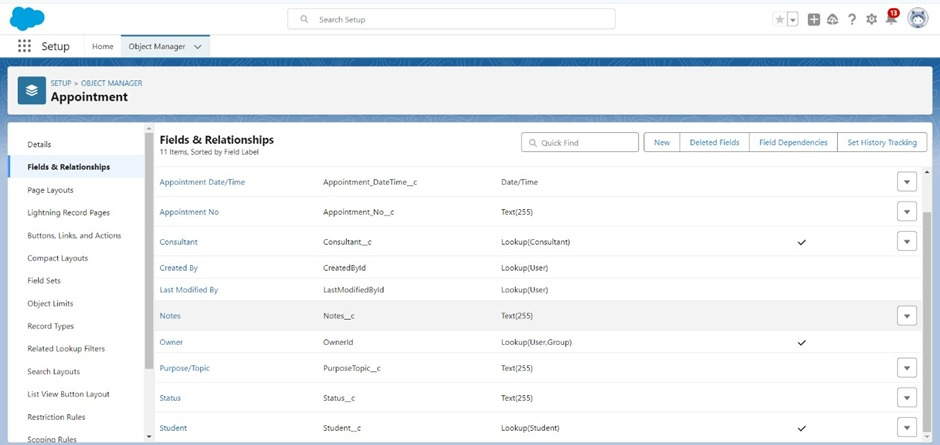 Search Setup
13
Setup Home Object Manager
SETUP > OBJECT MANAGER
Appointment
Details
Fields & Relationships
Page Layouts
Lightning Record Pages
Buttons, Links, and Actions
Compact Layouts
Field Sets
Object Limits
Record Types
Related Lookup Filters
Search Layouts
List View Button Layout
Restriction Rules
Scoping Rules
Fields & Relationships
11 Items, Sorted by Field Label
Quick Find New Deleted Fields Field Dependencies Set History Tracking
Appointment Date/Time Appointment_DateTime__c Date/Time
Appointment No Appointment_No__c Text(255)
Consultant Consultant__c Lookup(Consultant)
Created By CreatedById Lookup(User)
Last Modified By LastModifiedById Lookup(User)
Notes Notes__c Text(255)
Owner OwnerId Lookup(User,Group)
Purpose/Topic PurposeTopic__c Text(255)
Status Status__c Text(255)
Student Student__c Lookup(Student)